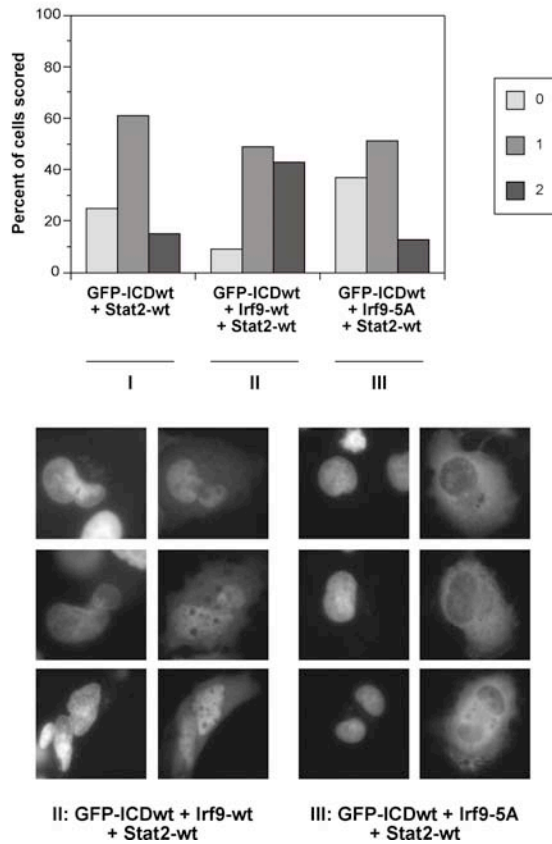 Percent of cells scored
100
80
60
40
20
0
0
1
2
GFP-ICDwt
+ Stat2-wt
GFP-ICDwt
+ Irf9-wt
+ Stat2-wt
GFP-ICDwt
+ Irf9-5A
+ Stat2-wt
I
II
III
II: GFP-ICDwt + Irf9-wt
+ Stat2-wt
III: GFP-ICDwt + Irf9-5A
+ Stat2-wt